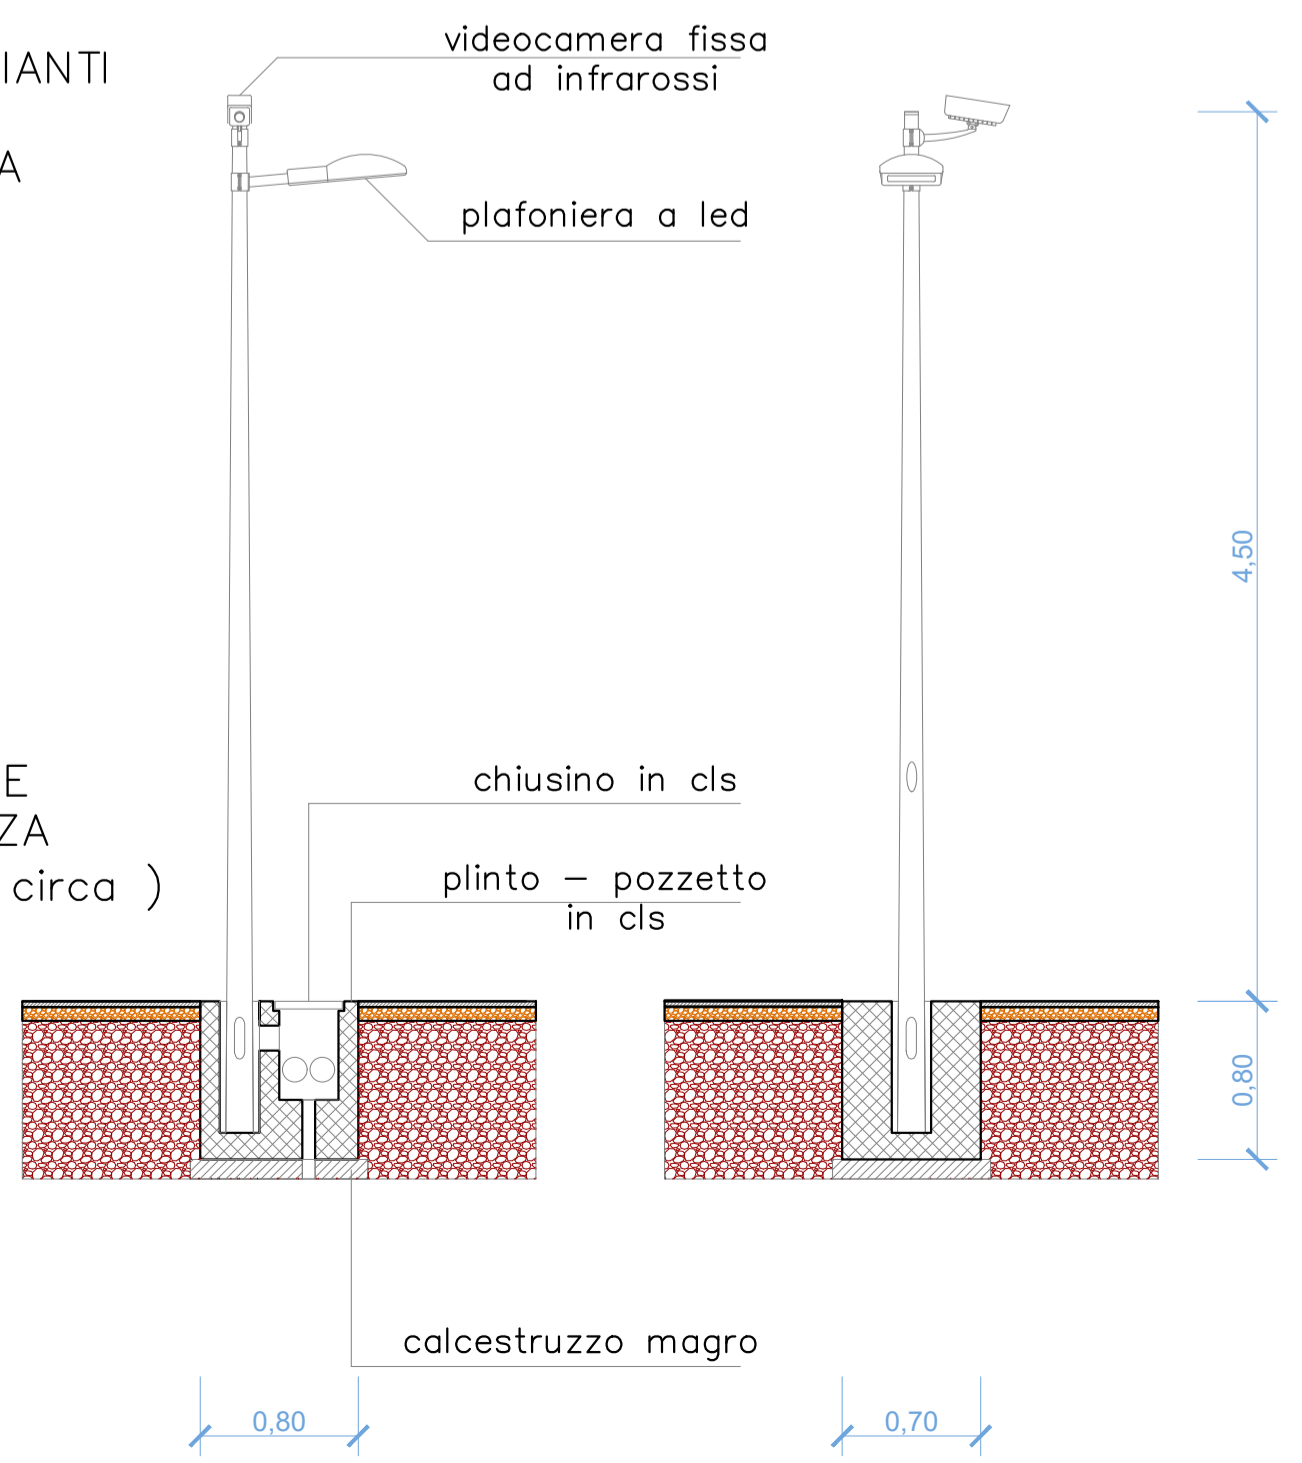 videocamera fissa
ad infrarossi
IANTI
A
plafoniera a led
4,50
chiusino in cls
E
ZA
circa )
plinto – pozzetto
in cls
0,80
calcestruzzo magro
0,80
0,70